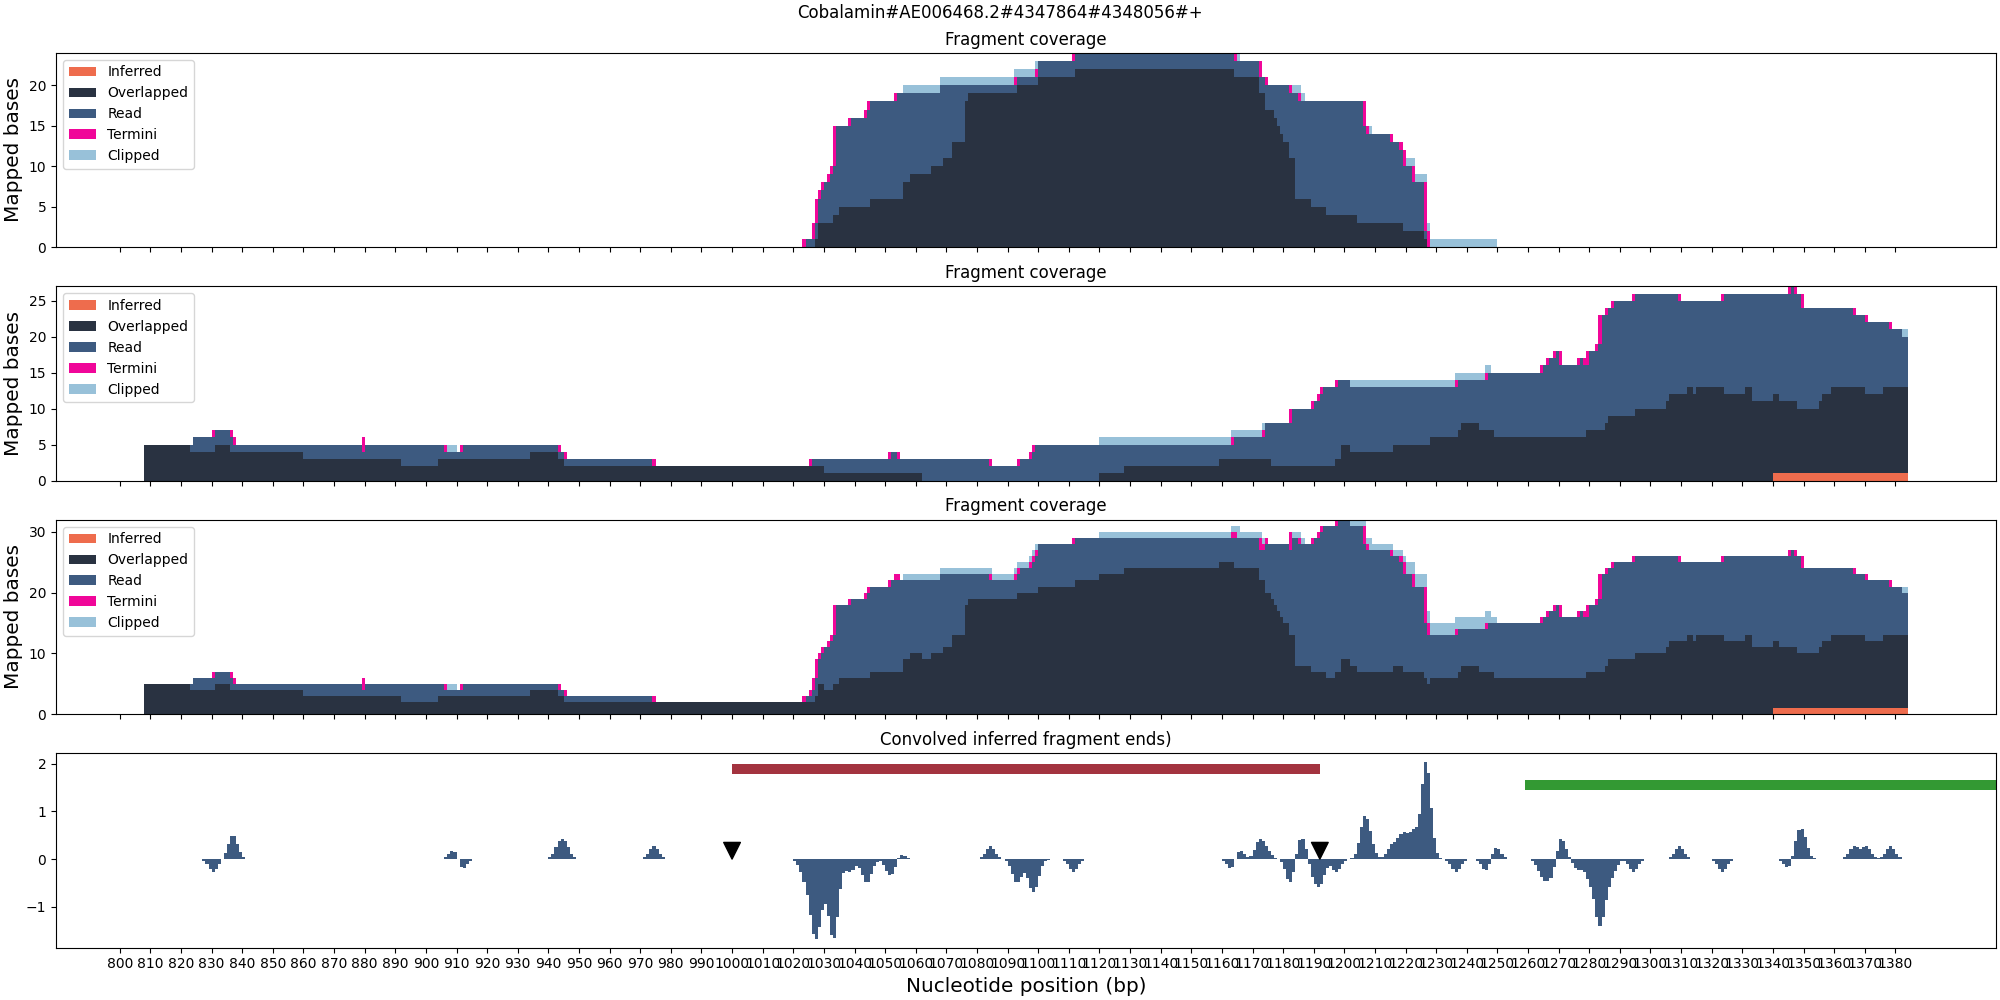 Cobalamin#AE006468.2#4347864#4348056#+
Fragment coverage
Mapped bases
20
15
10
5
0
Inferred
Overlapped
Read
Termini
Clipped
Fragment coverage
Mapped bases
25
20
15
10
5
0
Inferred
Overlapped
Read
Termini
Clipped
Fragment coverage
Mapped bases
30
20
10
0
Inferred
Overlapped
Read
Termini
Clipped
Convolved inferred fragment ends)
2
1
0
−1
800 810 820 830 840 850 860 870 880 890 900 910 920 930 940 950 960 970 980 990 1000 1010 1020 1030 1040 1050 1060 1070 1080 1090 1100 1110 1120 1130 1140 1150 1160 1170 1180 1190 1200 1210 1220 1230 1240 1250 1260 1270 1280 1290 1300 1310 1320 1330 1340 1350 1360 1370 1380
Nucleotide position (bp)